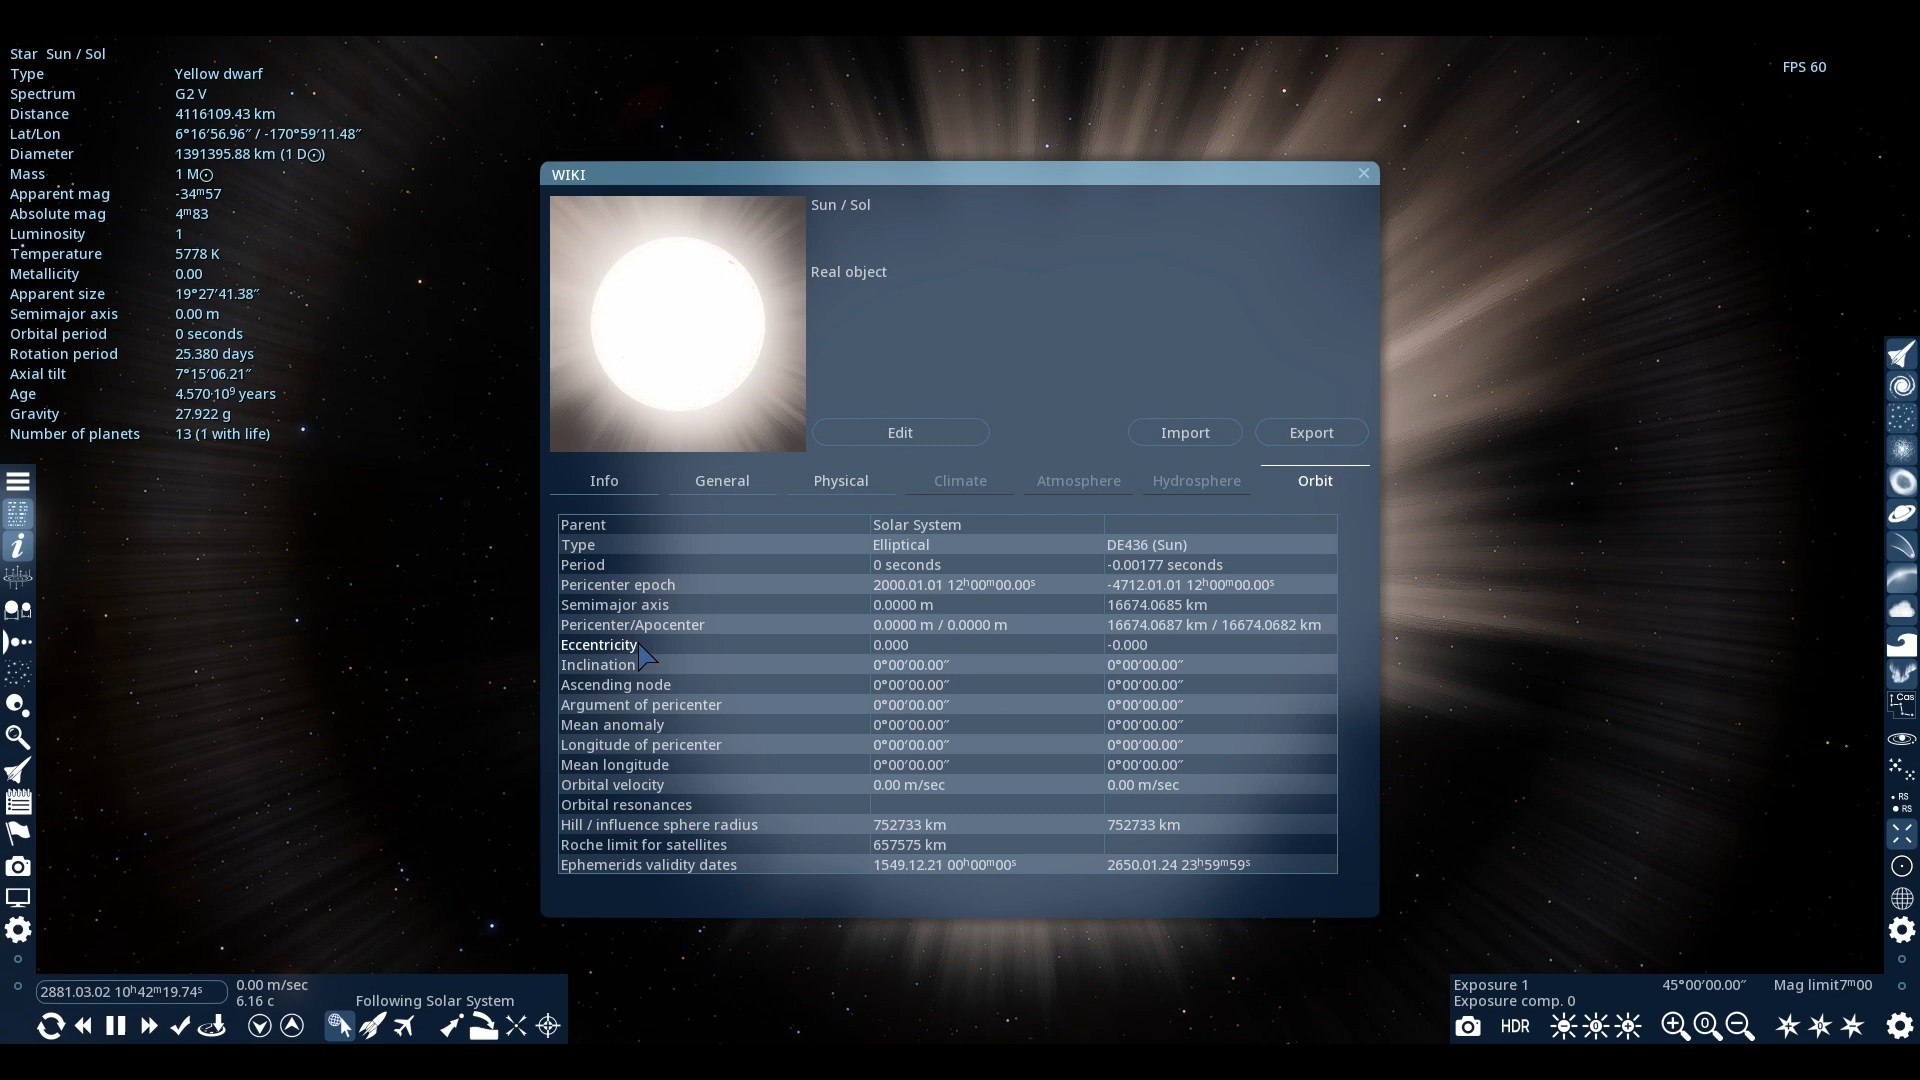 Star Sun / Sol
Type Yellow dwarf
Spectrum G2 V
Distance 4116109.43 km
Lat/Lon 6°16′56.96″ / -170°59′11.48″
Diameter 1391395.88 km (1 D☉)
Mass 1 M☉
Apparent mag -34ᵐ57
Absolute mag 4ᵐ83
Luminosity 1
Temperature 5778 K
Metallicity 0.00
Apparent size 19°27′41.38″
Semimajor axis 0.00 m
Orbital period 0 seconds
Rotation period 25.380 days
Axial tilt 7°15′06.21″
Age 4.570·10⁹ years
Gravity 27.922 g
Number of planets 13 (1 with life)
FPS 60
WIKI
Sun / Sol
Real object
Edit Import Export
Info General Physical Climate Atmosphere Hydrosphere Orbit
Parent Solar System
Type Elliptical DE436 (Sun)
Period 0 seconds -0.00177 seconds
Pericenter epoch 2000.01.01 12ʰ00ᵐ00.00ˢ -4712.01.01 12ʰ00ᵐ00.00ˢ
Semimajor axis 0.0000 m 16674.0685 km
Pericenter/Apocenter 0.0000 m / 0.0000 m 16674.0687 km / 16674.0682 km
Eccentricity 0.000 -0.000
Inclination 0°00′00.00″ 0°00′00.00″
Ascending node 0°00′00.00″ 0°00′00.00″
Argument of pericenter 0°00′00.00″ 0°00′00.00″
Mean anomaly 0°00′00.00″ 0°00′00.00″
Longitude of pericenter 0°00′00.00″ 0°00′00.00″
Mean longitude 0°00′00.00″ 0°00′00.00″
Orbital velocity 0.00 m/sec 0.00 m/sec
Orbital resonances
Hill / influence sphere radius 752733 km 752733 km
Roche limit for satellites 657575 km
Ephemerids validity dates 1549.12.21 00ʰ00ᵐ00ˢ 2650.01.24 23ʰ59ᵐ59ˢ
Cas
RS
RS
2881.03.02 10ʰ42ᵐ19.74ˢ
0.00 m/sec
6.16 c
Following Solar System
Exposure 1 45°00′00.00″ Mag limit7ᵐ00
Exposure comp. 0
HDR